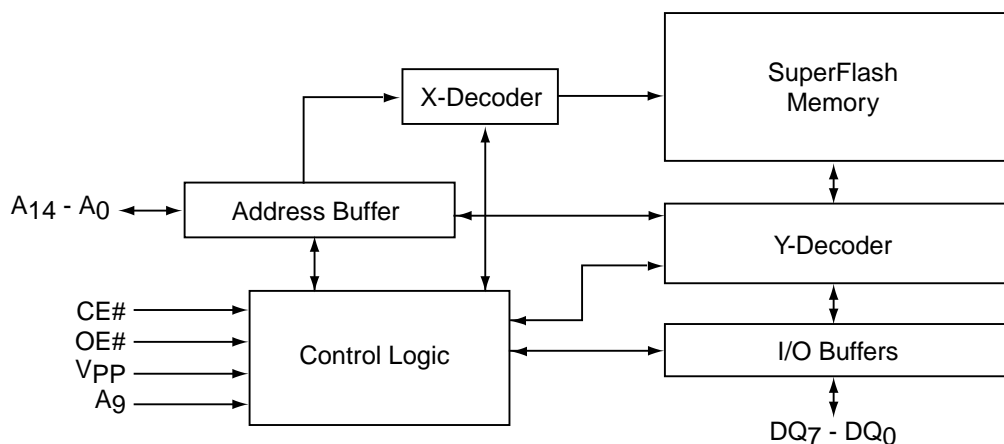 SuperFlash
Memory
X-Decoder
A14 - A0
Address Buffer
Y-Decoder
CE#
OE#
VPP
A9
Control Logic
I/O Buffers
DQ7 - DQ0